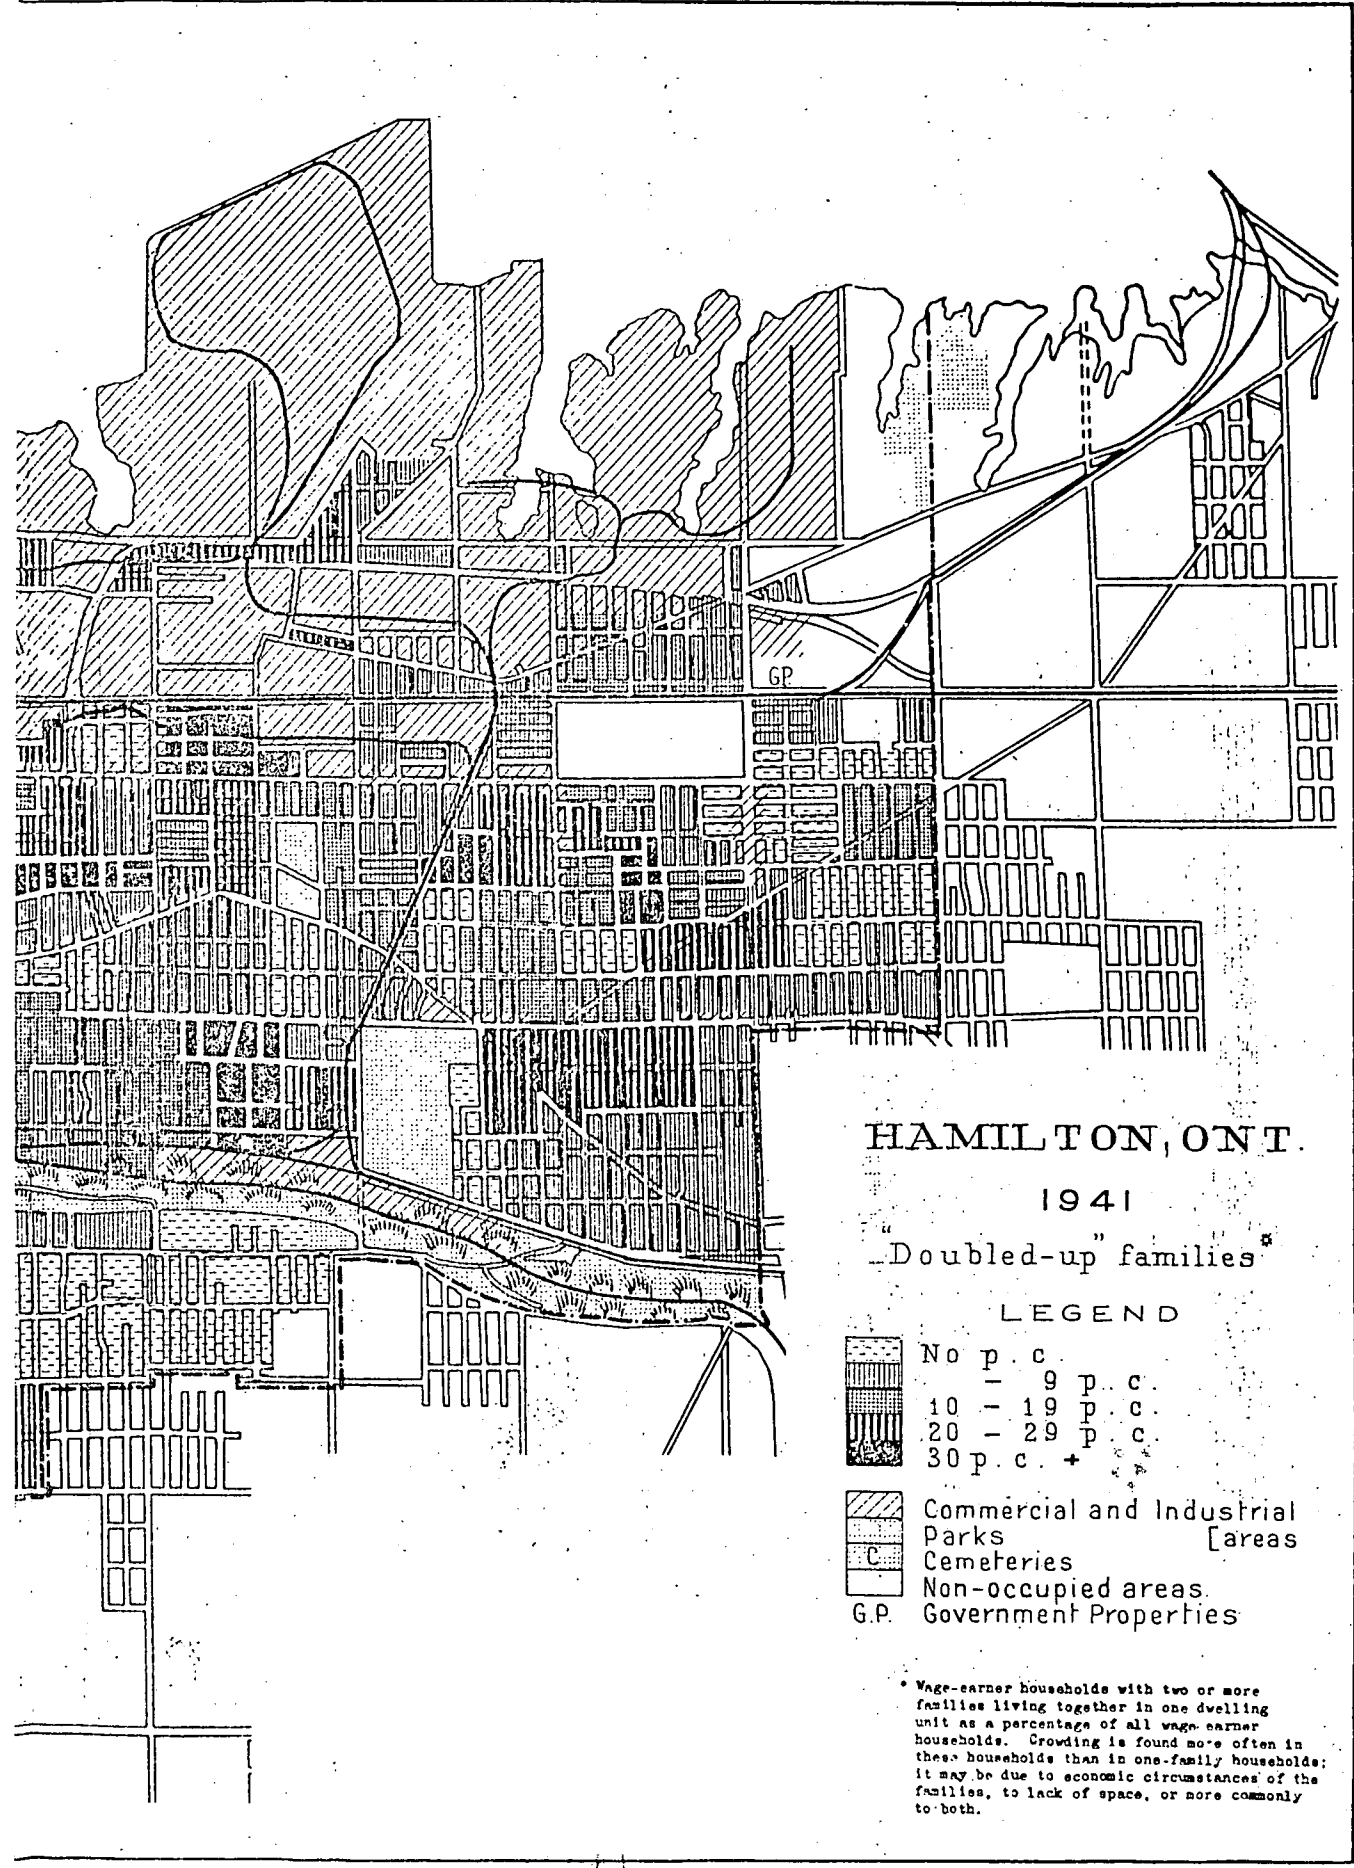 GP
HAMILTON, ONT.
1941
"Doubled-up" families*
LEGEND
No p.c.
- 9 p.c.
10 - 19 p.c.
20 - 29 p.c.
30 p.c. +
Commercial and Industrial
Parks [areas
C Cemeteries
Non-occupied areas.
G.P. Government Properties
* Wage-earner households with two or more
families living together in one dwelling
unit as a percentage of all wage-earner
households. Crowding is found more often in
these households than in one-family households;
it may be due to economic circumstances of the
families, to lack of space, or more commonly
to both.